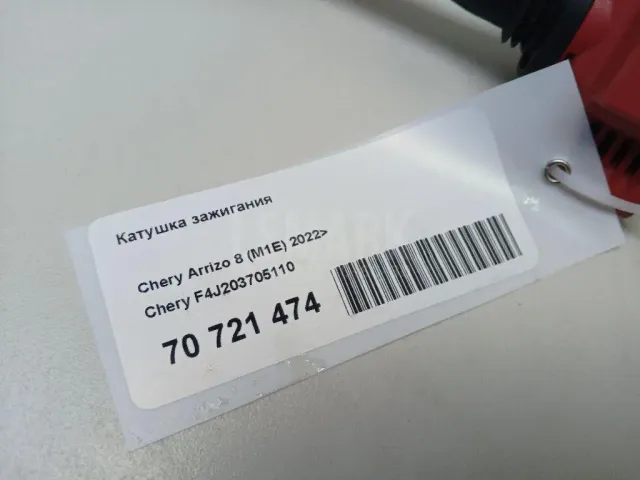 Катушка зажигания
Chery Arrizo 8 (M1E) 2022>
Chery F4J203705110
70 721 474